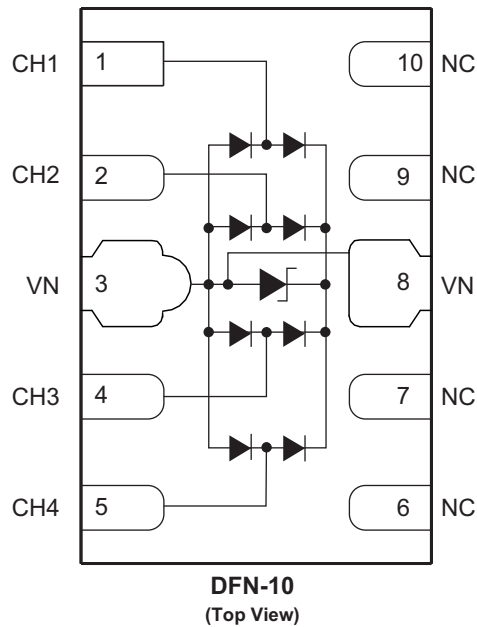 CH1 1 10 NC
CH2 2 9 NC
VN 3 8 VN
CH3 4 7 NC
CH4 5 6 NC
DFN-10
(Top View)